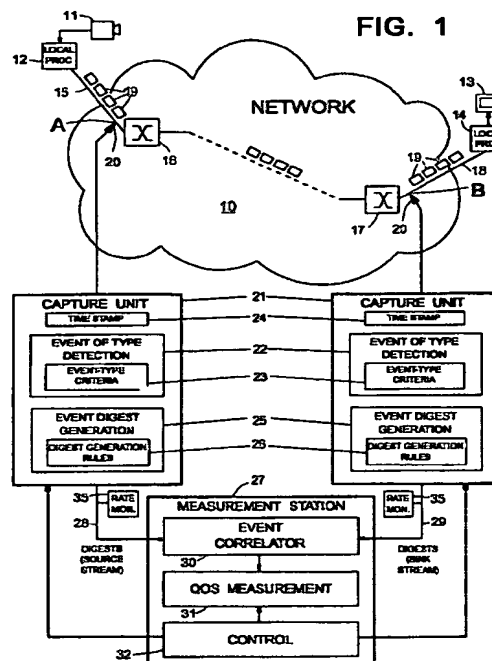 FIG. 1
11
12
LOCAL PROC
15
19
A
20
16
NETWORK
10
13
14
LOCAL PROC
19
18
17
20
B
CAPTURE UNIT
TIME STAMP
EVENT OF TYPE DETECTION
EVENT-TYPE CRITERIA
EVENT DIGEST GENERATION
DIGEST GENERATION RULES
21
24
22
23
25
26
CAPTURE UNIT
TIME STAMP
EVENT OF TYPE DETECTION
EVENT-TYPE CRITERIA
EVENT DIGEST GENERATION
DIGEST GENERATION RULES
35
RATE MON.
28
DIGESTS (SOURCE STREAM)
27
MEASUREMENT STATION
EVENT CORRELATOR
30
QOS MEASUREMENT
31
CONTROL
32
RATE MON.
35
29
DIGESTS (SINK STREAM)